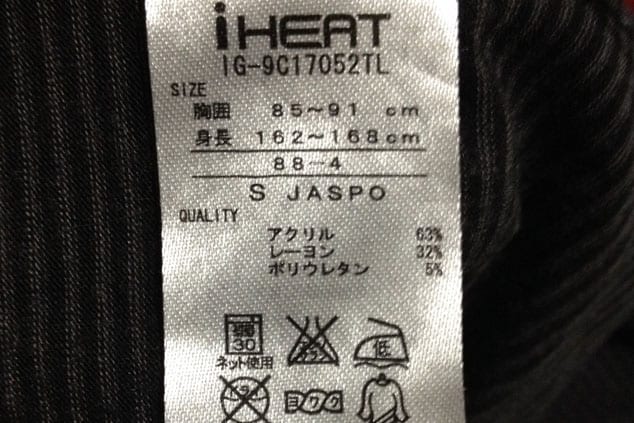 iHEAT
IG-9C17052TL
SIZE
胸囲 85～91 cm
身長 162～168cm
88-4
S JASPO
QUALITY
アクリル 63%
レーヨン 32%
ポリウレタン 5%
30 低
ネット使用
ヨワク